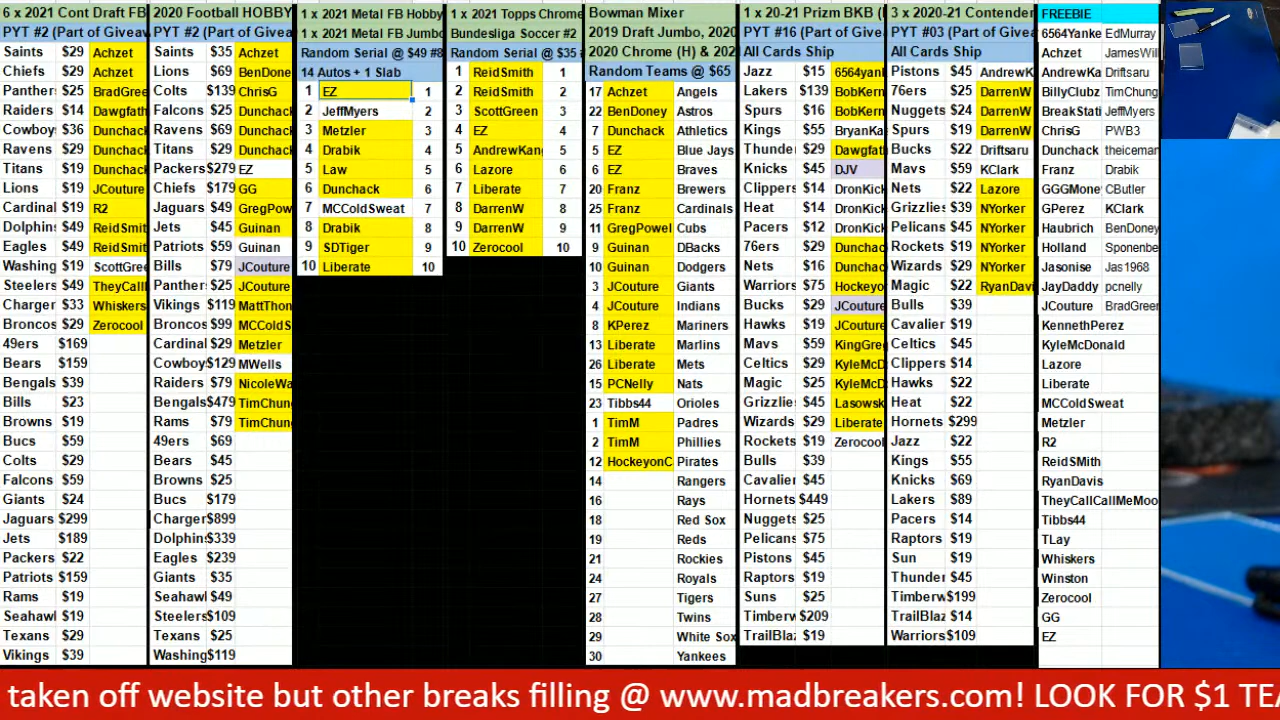 6 x 2021 Cont Draft FB
PYT #2 (Part of Giveaw
Saints $29 Achzet
Chiefs $29 Achzet
Panther $25 BradGree
Raiders $14 Dawgfath
Cowboy $36 Dunchack
Ravens $29 Dunchack
Titans $19 Dunchack
Lions $19 JCouture
Cardinal $19 R2
Dolphin $49 ReidSmit
Eagles $49 ReidSmit
Washing $19 ScottGree
Steelers $49 TheyCall
Charger $33 Whiskers
Broncos $29 Zerocool
49ers $169
Bears $159
Bengals $39
Bills $23
Browns $19
Bucs $59
Colts $29
Falcons $59
Giants $24
Jaguars $299
Jets $189
Packers $22
Patriots $159
Rams $19
Seahawl $19
Texans $29
Vikings $39
2020 Football HOBBY
PYT #2 (Part of Giveaw
Saints $35 Achzet
Lions $69 BenDone
Colts $139 ChrisG
Falcons $25 Dunchack
Ravens $69 Dunchack
Titans $29 Dunchack
Packers $279 EZ
Chiefs $179 GG
Jaguars $49 GregPow
Jets $45 Guinan
Patriots $59 Guinan
Bills $79 JCouture
Panther $25 JCouture
Vikings $119 MattThon
Bronco $99 MCColdS
Cardinal $29 Metzler
Cowboy $129 MWells
Raiders $79 NicoleWa
Bengals $479 TimChung
Rams $79 TimChung
49ers $69
Bears $45
Browns $25
Bucs $179
Charger $899
Dolphin $339
Eagles $239
Giants $35
Seahawl $49
Steelers $109
Texans $25
Washing $119
1 x 2021 Metal FB Hobby
1 x 2021 Metal FB Jumbo
Random Serial @ $49 #8
14 Autos + 1 Slab
1 EZ 1
2 JeffMyers 2
3 Metzler 3
4 Drabik 4
5 Law 5
6 Dunchack 6
7 MCColdSweat 7
8 Drabik 8
9 SDTiger 9
10 Liberate 10
1 x 2021 Topps Chrome
Bundesliga Soccer #2
Random Serial @ $35
1 ReidSmith 1
2 ReidSmith 2
3 ScottGreen 3
4 EZ 4
5 AndrewKan 5
6 Lazore 6
7 Liberate 7
8 DarrenW 8
9 DarrenW 9
10 Zerocool 10
Bowman Mixer
2019 Draft Jumbo, 2020
2020 Chrome (H) & 202
Random Teams @ $65
17 Achzet Angels
22 BenDoney Astros
7 Dunchack Athletics
5 EZ Blue Jays
6 EZ Braves
20 Franz Brewers
25 Franz Cardinals
11 GregPowel Cubs
9 Guinan DBacks
10 Guinan Dodgers
3 JCouture Giants
4 JCouture Indians
8 KPerez Mariners
13 Liberate Marlins
26 Liberate Mets
15 PCNelly Nats
23 Tibbs44 Orioles
1 TimM Padres
2 TimM Phillies
12 HockeyonC Pirates
14 Rangers
16 Rays
18 Red Sox
19 Reds
21 Rockies
24 Royals
27 Tigers
28 Twins
29 White Sox
30 Yankees
1 x 20-21 Prizm BKB (
PYT #16 (Part of Give
All Cards Ship
Jazz $15 6564yan
Lakers $139 BobKern
Spurs $16 BobKern
Kings $55 BryanKa
Thunde $29 Dawgfat
Knicks $45 DJV
Clippers $14 DronKick
Heat $14 DronKick
Pacers $12 DronKick
76ers $29 Dunchac
Nets $16 Dunchac
Warriors $75 Hockeyo
Bucks $29 JCouture
Hawks $19 JCouture
Mavs $59 KingGre
Celtics $29 KyleMcD
Magic $25 KyleMcD
Grizzlie $45 Lasowsk
Wizards $29 Liberate
Rockets $19 Zerocool
Bulls $39
Cavalier $45
Hornets $449
Nuggets $25
Pelicans $75
Pistons $45
Raptors $19
Suns $25
Timberw $209
TrailBlaz $19
3 x 2020-21 Contender
PYT #03 (Part of Give
All Cards Ship
Pistons $45 AndrewK
76ers $25 DarrenW
Nuggets $24 DarrenW
Spurs $19 DarrenW
Bucks $22 Driftsaru
Mavs $59 KClark
Nets $22 Lazore
Grizzlie $39 NYorker
Pelican $45 NYorker
Rockets $19 NYorker
Wizards $29 NYorker
Magic $22 RyanDavi
Bulls $39
Cavalier $19
Celtics $45
Clippers $14
Hawks $22
Heat $22
Hornets $299
Jazz $22
Kings $55
Knicks $69
Lakers $89
Pacers $14
Raptors $19
Sun $19
Thunder $45
Timberw $199
TrailBlaz $14
Warriors $109
FREEBIE
6564Yanke EdMurray
Achzet JamesWil
AndrewKa Driftsaru
BillyClubz TimChung
BreakStati JeffMyers
ChrisG PWB3
Dunchack theiceman
Franz Drabik
GGGMone CButler
GPerez KClark
Haubrich BenDoney
Holland Sponenbe
Jasonise Jas1968
JayDaddy pcnelly
JCouture BradGreen
KennethPerez
KyleMcDonald
Lazore
Liberate
MCColdSweat
Metzler
R2
ReidSMith
RyanDavis
TheyCallCallMeMoo
Tibbs44
TLay
Whiskers
Winston
Zerocool
GG
EZ
taken off website but other breaks filling @ www.madbreakers.com! LOOK FOR $1 TEA